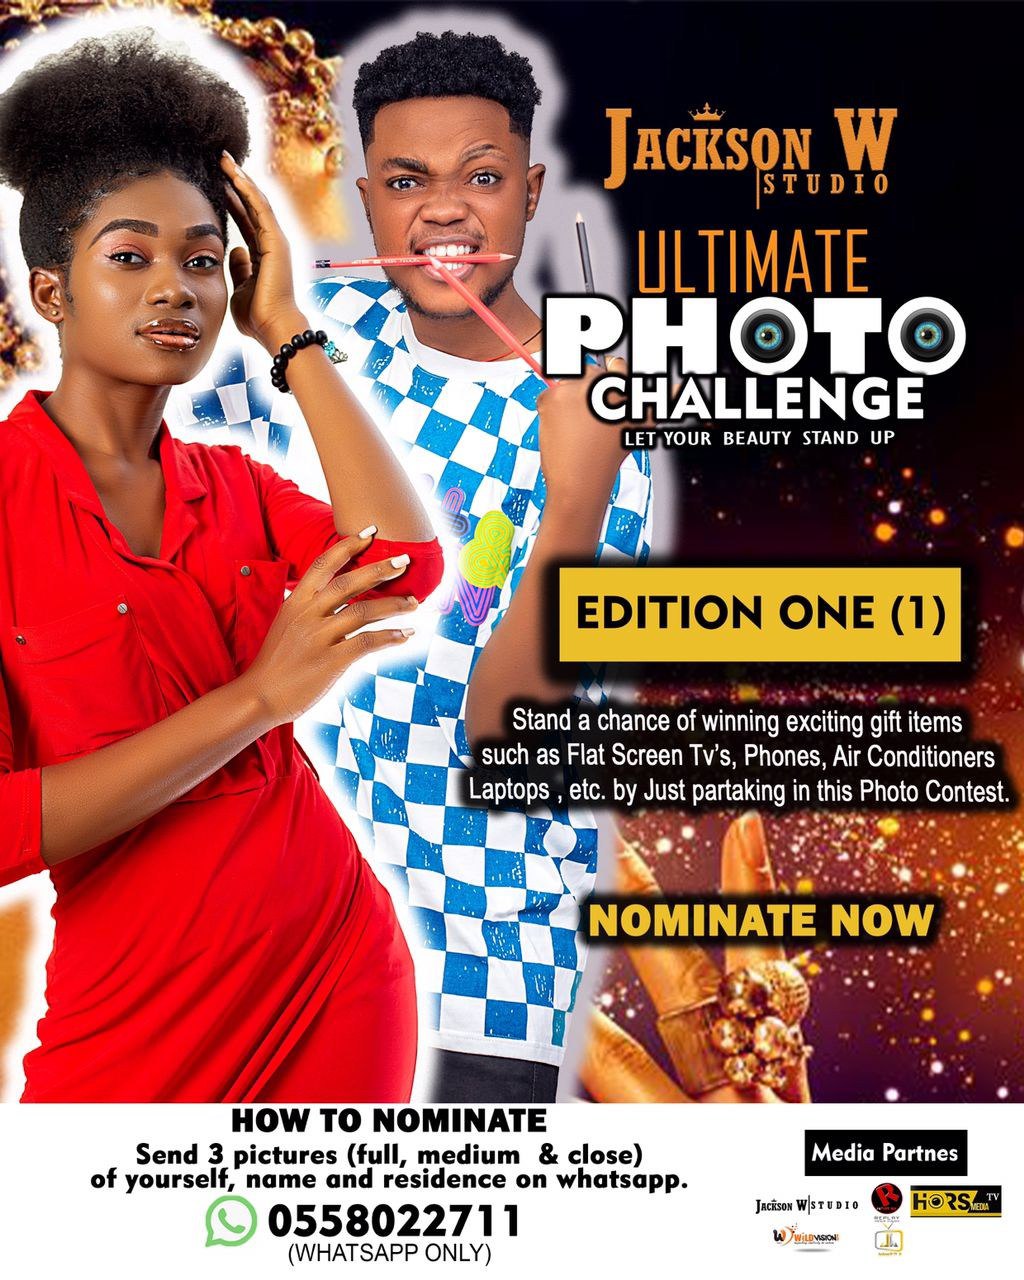 JACKSON W
STUDIO
ULTIMATE
PHOTO
CHALLENGE
LET YOUR BEAUTY STAND UP
EDITION ONE (1)
Stand a chance of winning exciting gift items
such as Flat Screen Tv's, Phones, Air Conditioners
Laptops , etc. by Just partaking in this Photo Contest.
NOMINATE NOW
HOW TO NOMINATE
Send 3 pictures (full, medium & close)
of yourself, name and residence on whatsapp.
0558022711
(WHATSAPP ONLY)
Media Partnes
JACKSON W STUDIO
R
REPLAY
HORS TV
MEDIA
WILDVISION